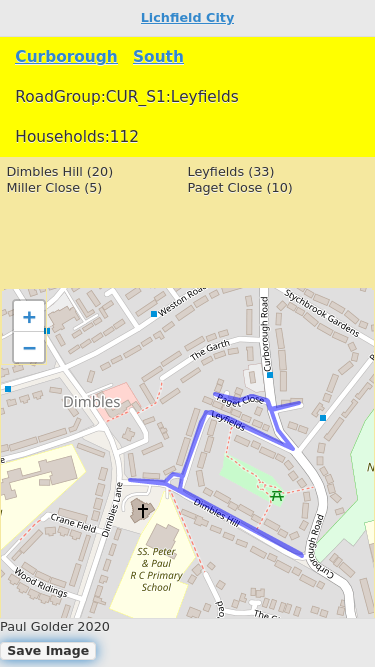 Lichfield City
Curborough South
RoadGroup:CUR_S1:Leyfields
Households:112
Dimbles Hill (20) Leyfields (33)
Miller Close (5) Paget Close (10)
+
−
Weston Road
Stychbrook Gardens
Curborough Road
The Garth
Dimbles
Paget Close
Leyfields
Dimbles Lane
Dimbles Hill
Crane Field
SS. Peter
& Paul
R C Primary
School
Wood Ridings
Paul Golder 2020
Save Image